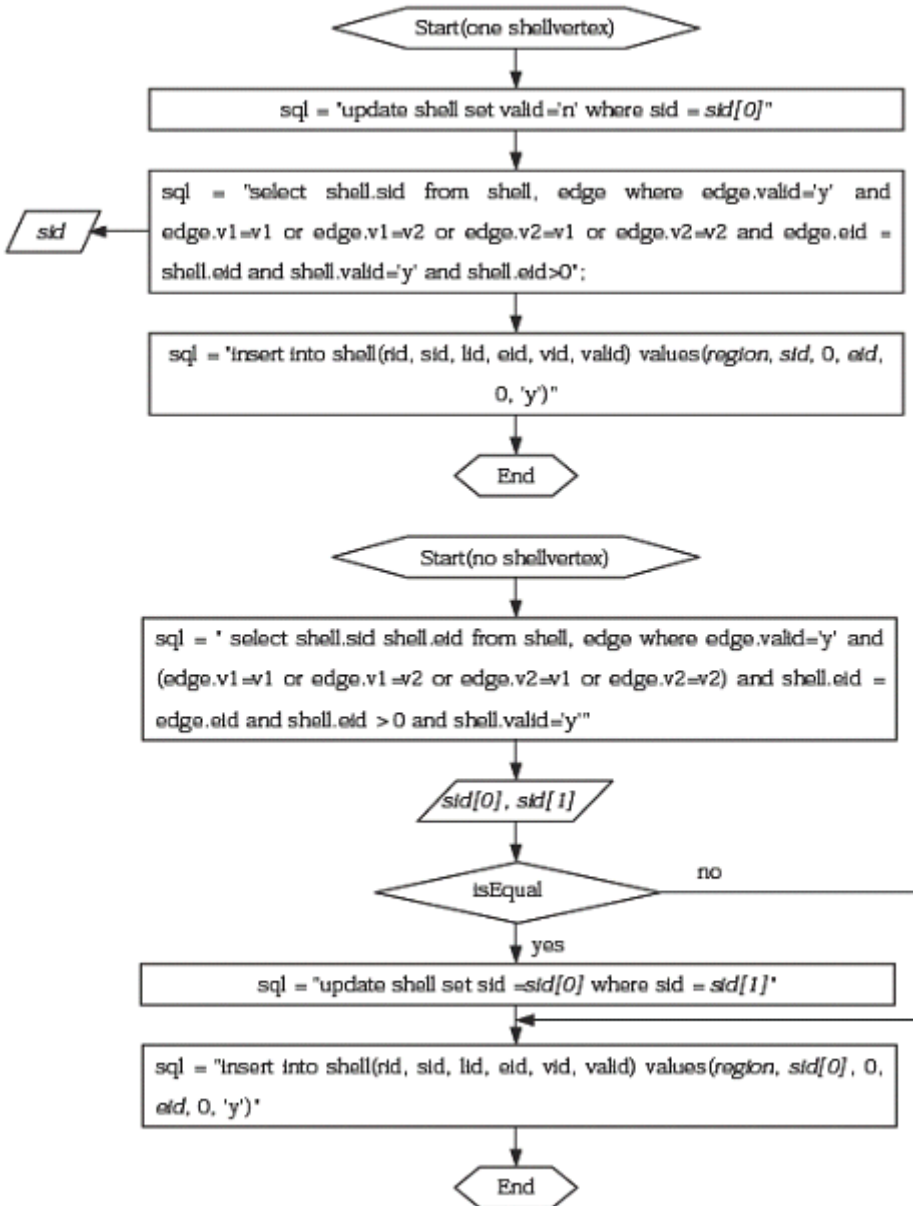 Start(one shellvertex)
sql = "update shell set valid='n' where sid = sid[0]"
sql = "select shell.sid from shell, edge where edge.valid='y' and
edge.v1=v1 or edge.v1=v2 or edge.v2=v1 or edge.v2=v2 and edge.eid =
shell.eid and shell.valid='y' and shell.eid>0";
sid
sql = "insert into shell(rid, sid, lid, eid, vid, valid) values(region, sid, 0, eid,
0, 'y')"
End
Start(no shellvertex)
sql = " select shell.sid shell.eid from shell, edge where edge.valid='y' and
(edge.v1=v1 or edge.v1=v2 or edge.v2=v1 or edge.v2=v2) and shell.eid =
edge.eid and shell.eid >0 and shell.valid='y'"
sid[0], sid[1]
isEqual
no
yes
sql = "update shell set sid =sid[0] where sid = sid[1]"
sql = "insert into shell(rid, sid, lid, eid, vid, valid) values(region, sid[0], 0,
eid, 0, 'y')"
End